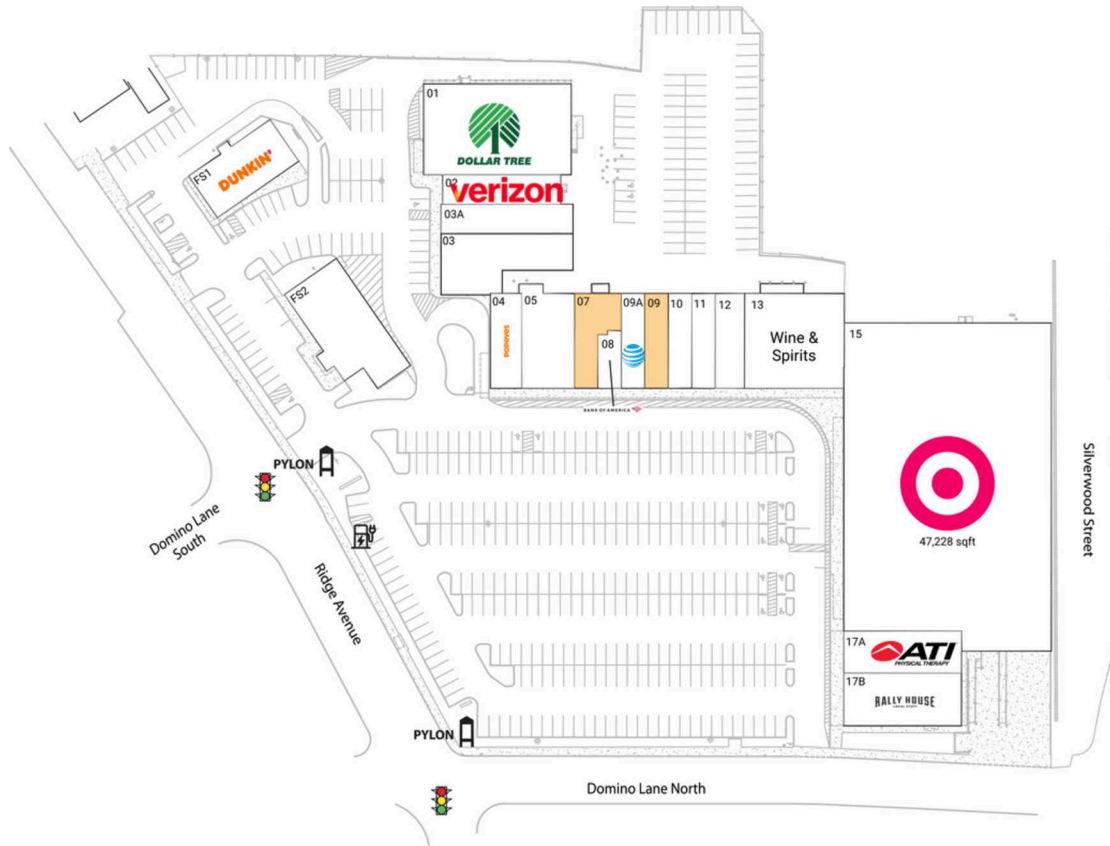 01
DOLLAR TREE
02
verizon
03A
03
FS1
DUNKIN'
FS2
04
POPEYES
05
07
08
09A
09
10
11
12
13
Wine &
Spirits
BANK OF AMERICA
15
47,228 sqft
Silverwood Street
PYLON
Domino Lane
South
Ridge Avenue
17A
ATI
PHYSICAL THERAPY
17B
RALLY HOUSE
PYLON
Domino Lane North